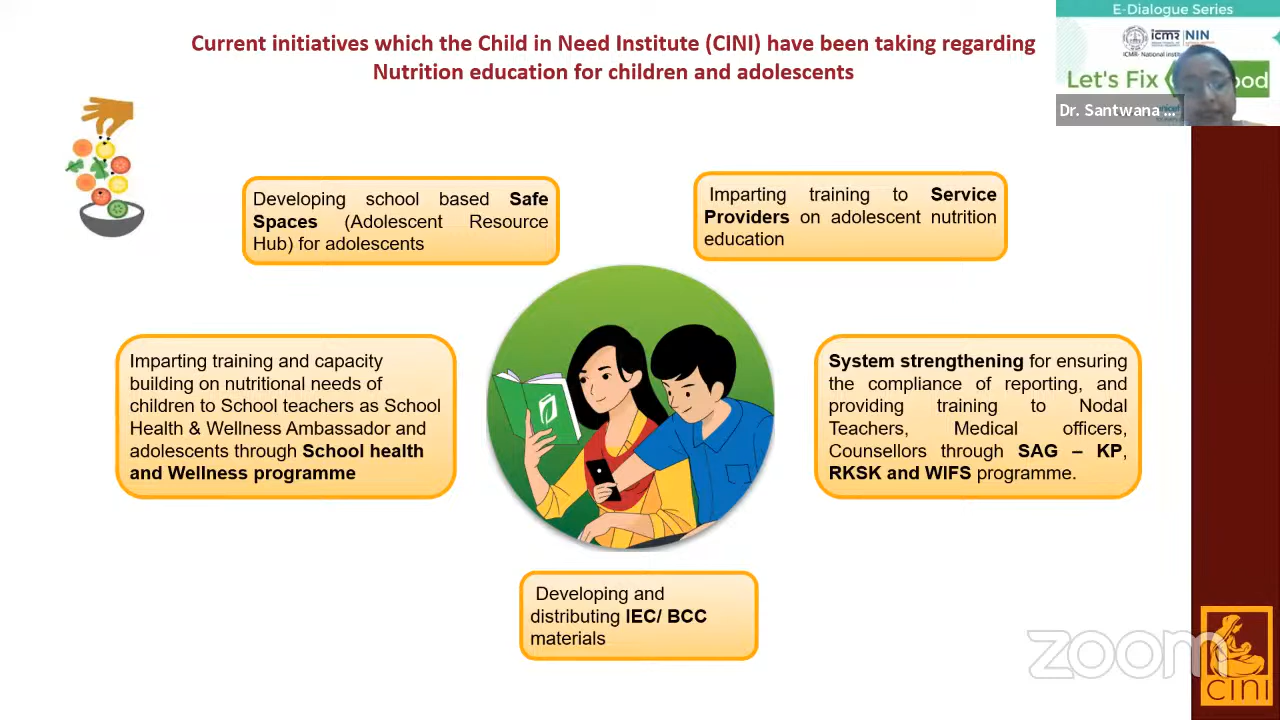 Current initiatives which the Child in Need Institute (CINI) have been taking regarding
Nutrition education for children and adolescents
E-Dialogue Series
icmr NIN
Let's Fix
Dr. Santwana ...
Developing school based Safe
Spaces (Adolescent Resource
Hub) for adolescents
Imparting training to Service
Providers on adolescent nutrition
education
Imparting training and capacity
building on nutritional needs of
children to School teachers as School
Health & Wellness Ambassador and
adolescents through School health
and Wellness programme
System strengthening for ensuring
the compliance of reporting, and
providing training to Nodal
Teachers, Medical officers,
Counsellors through SAG – KP,
RKSK and WIFS programme.
Developing and
distributing IEC/ BCC
materials
zoom
CINI